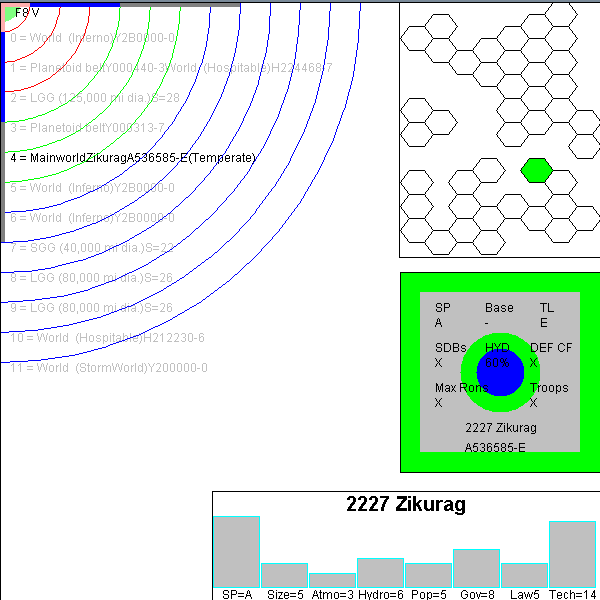 F8 V
0 = World (Inferno)Y2B0000-0
1 = Planetoid beltY000440-3World (Hospitable)H224468-7
2 = LGG (125,000 mi dia.)S=28
3 = Planetoid beltY000313-7
4 = MainworldZikuragA536585-E(Temperate)
5 = World (Inferno)Y2B0000-0
6 = World (Inferno)Y2B0000-0
7 = SGG (40,000 mi dia.)S=22
8 = LGG (80,000 mi dia.)S=26
9 = LGG (80,000 mi dia.)S=26
10 = World (Hospitable)H212230-6
11 = World (StormWorld)Y200000-0
SP Base TL
A - E
SDBs HYD DEF CF
X 60% X
Max Troops
X X
2227 Zikurag
A536585-E
2227 Zikurag
SP=A Size=5 Atmo=3 Hydro=6 Pop=5 Gov=8 Law5 Tech=14